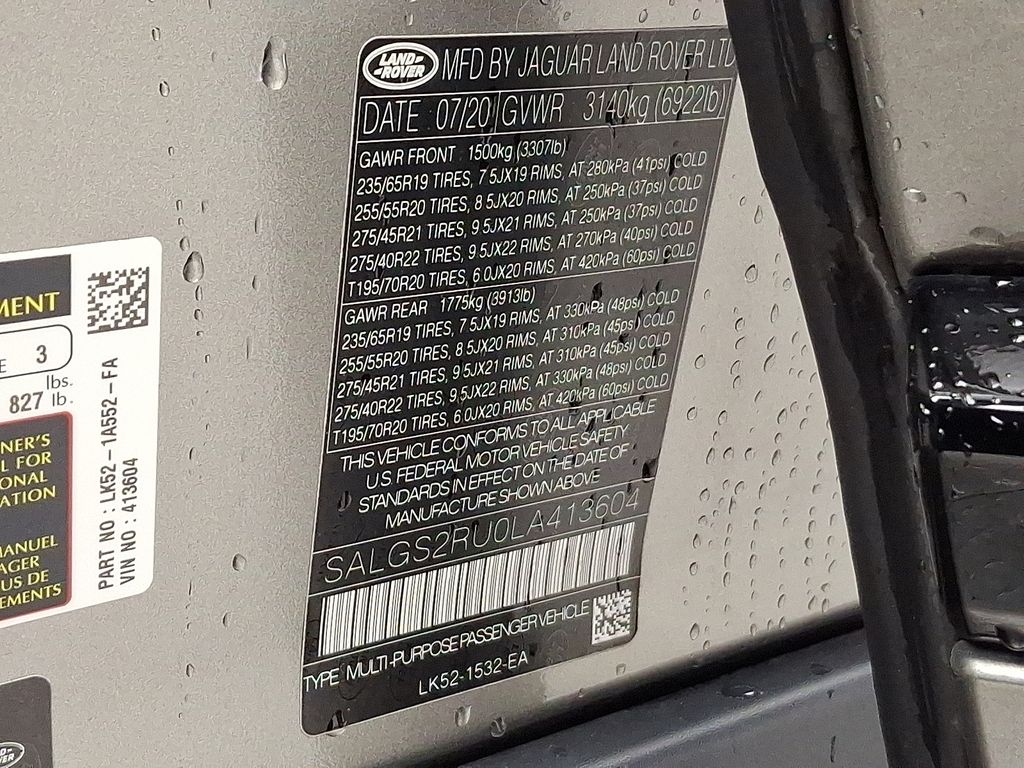 LAND
ROVER
MFD BY JAGUAR LAND ROVER LTD
DATE 07/20 GVWR 3140kg (6922lb)
GAWR FRONT 1500kg (3307lb)
235/65R19 TIRES, 7 5JX19 RIMS, AT 280kPa (41psi) COLD
255/55R20 TIRES, 8 5JX20 RIMS, AT 250kPa (37psi) COLD
275/45R21 TIRES, 9 5JX21 RIMS, AT 250kPa (37psi) COLD
275/40R22 TIRES, 9 5JX22 RIMS, AT 270kPa (40psi) COLD
T195/70R20 TIRES, 6.0JX20 RIMS, AT 420kPa (60psi) COLD
GAWR REAR 1775kg (3913lb)
235/65R19 TIRES, 7 5JX19 RIMS, AT 330kPa (48psi) COLD
255/55R20 TIRES, 8 5JX20 RIMS, AT 310kPa (45psi) COLD
275/45R21 TIRES, 9 5JX21 RIMS, AT 310kPa (45psi) COLD
275/40R22 TIRES, 9,5JX22 RIMS, AT 330kPa (48psi) COLD
T195/70R20 TIRES, 6.0JX20 RIMS, AT 420kPa (60psi) COLD
THIS VEHICLE CONFORMS TO ALL APPLICABLE
U.S. FEDERAL MOTOR VEHICLE SAFETY
STANDARDS IN EFFECT ON THE DATE OF
MANUFACTURE SHOWN ABOVE
SALGS2RU0LA413604
TYPE MULTI-PURPOSE PASSENGER VEHICLE
LK52-1532-EA
MENT
E 3
lbs.
827 lb.
NER'S
L FOR
ONAL
ATION
MANUEL
AGER
US DE
EMENTS
PART NO : LK52-1A552-FA
VIN NO : 413604
ROVER